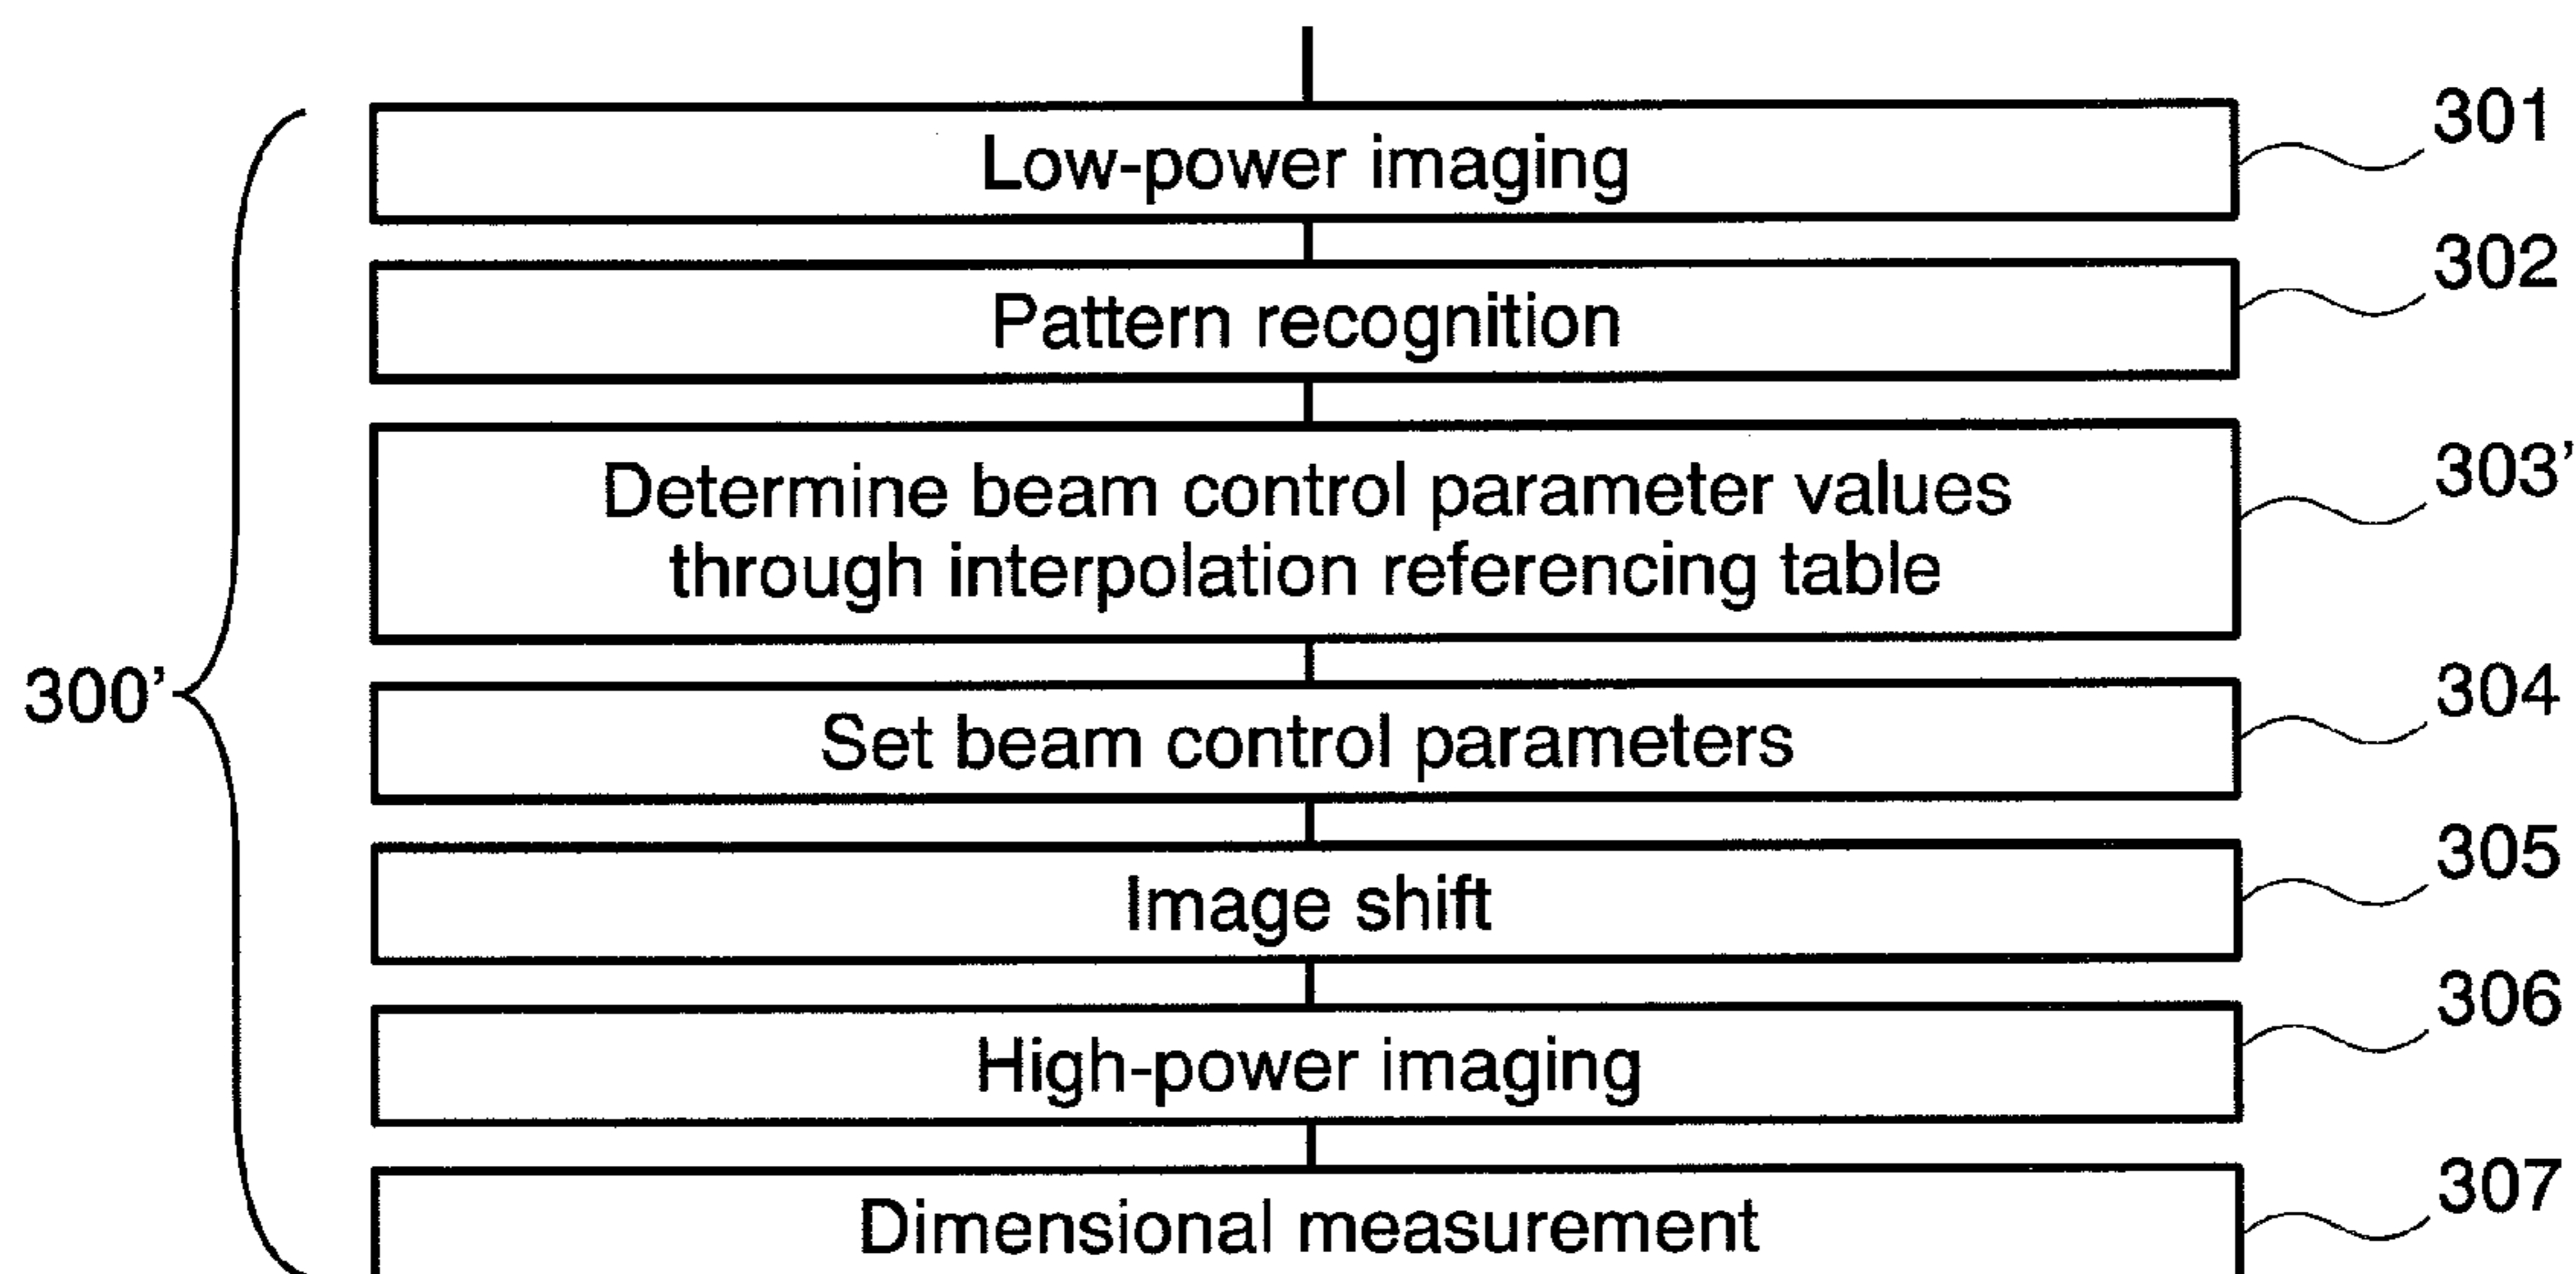 301
Low-power imaging
302
Pattern recognition
303'
Determine beam control parameter values
through interpolation referencing table
300'
304
Set beam control parameters
305
Image shift
306
High-power imaging
307
Dimensional measurement